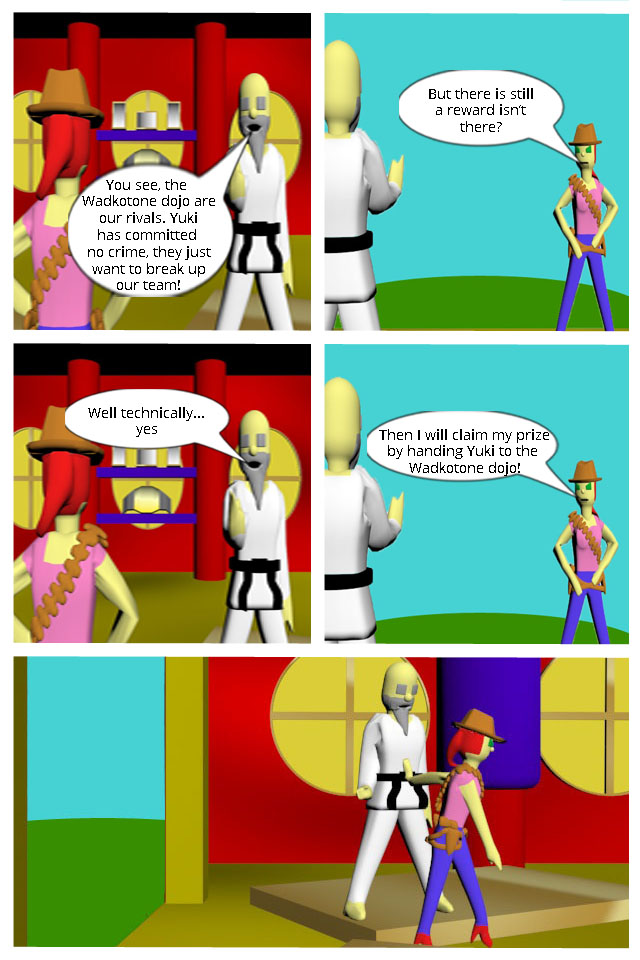 You see, the
Wadkotone dojo are
our rivals. Yuki
has committed
no crime, they just
want to break up
our team!
But there is still
a reward isn't
there?
Well technically...
yes
Then I will claim my prize
by handing Yuki to the
Wadkotone dojo!